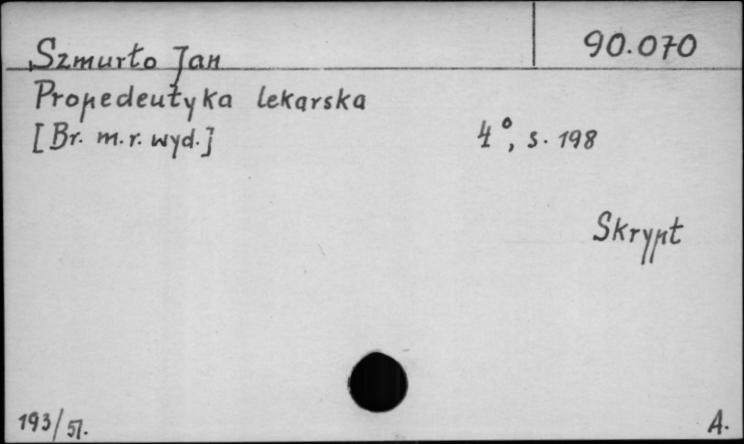 90.070
Szmurło Jan
Propedeutyka lekarska
[Br. m. r. wyd.] 4°, s. 198
Skrypt
193/51.
A.